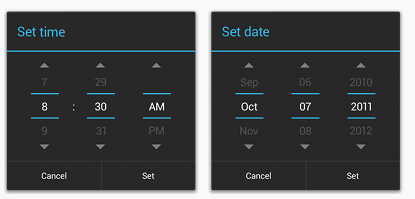 Set time
7 29
8 : 30 AM
9 31 PM
Cancel Set
Set date
Sep 06 2010
Oct 07 2011
Nov 08 2012
Cancel Set